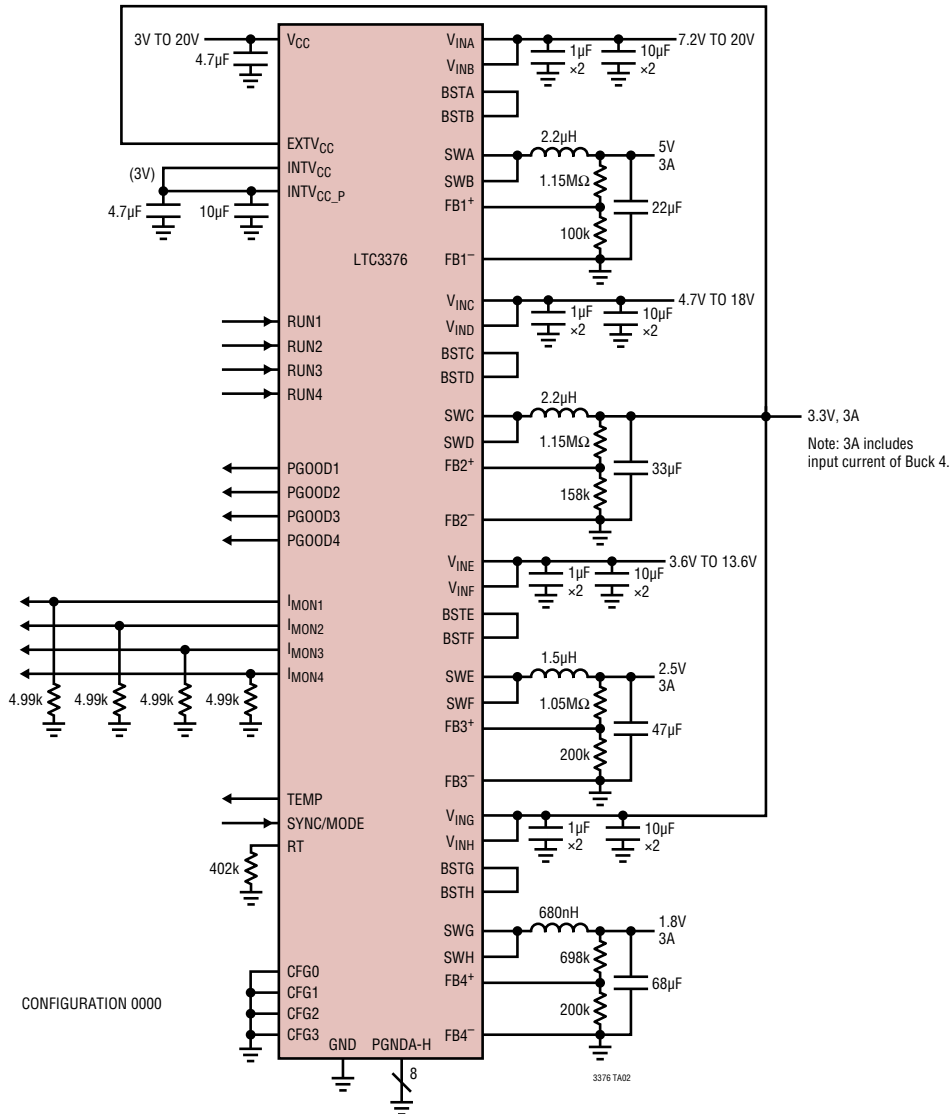 3V TO 20V
4.7µF
VCC
VINA
VINB
1µF
×2
10µF
×2
7.2V TO 20V
BSTA
BSTB
EXTVCC
INTVCC
INTVCC_P
(3V)
4.7µF
10µF
SWA
SWB
2.2µH
5V
3A
1.15MΩ
FB1+
22µF
100k
FB1–
LTC3376
VINC
VIND
1µF
×2
10µF
×2
4.7V TO 18V
RUN1
RUN2
RUN3
RUN4
BSTC
BSTD
SWC
SWD
2.2µH
3.3V, 3A
Note: 3A includes
input current of Buck 4.
1.15MΩ
FB2+
33µF
158k
FB2–
PGOOD1
PGOOD2
PGOOD3
PGOOD4
VINE
VINF
1µF
×2
10µF
×2
3.6V TO 13.6V
IMON1
IMON2
IMON3
IMON4
4.99k
4.99k
4.99k
4.99k
BSTE
BSTF
SWE
SWF
1.5µH
2.5V
3A
1.05MΩ
FB3+
47µF
200k
FB3–
TEMP
SYNC/MODE
RT
402k
VING
VINH
1µF
×2
10µF
×2
BSTG
BSTH
SWG
SWH
680nH
1.8V
3A
698k
FB4+
68µF
200k
FB4–
CONFIGURATION 0000
CFG0
CFG1
CFG2
CFG3
GND
PGNDA-H
8
3376 TA02